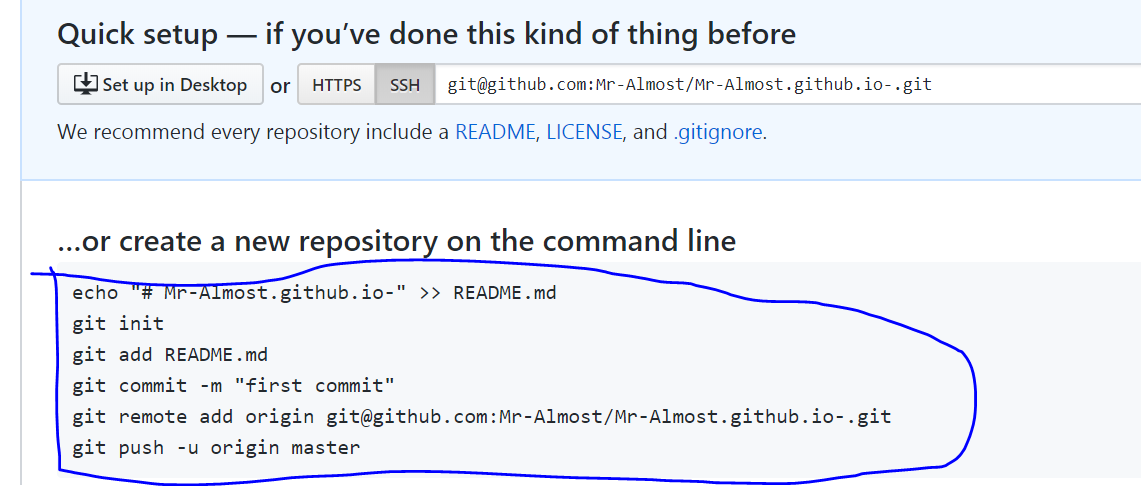 Quick setup — if you’ve done this kind of thing before
Set up in Desktop or HTTPS SSH git@github.com:Mr-Almost/Mr-Almost.github.io-.git
We recommend every repository include a README, LICENSE, and .gitignore.
…or create a new repository on the command line
echo "# Mr-Almost.github.io-" >> README.md
git init
git add README.md
git commit -m "first commit"
git remote add origin git@github.com:Mr-Almost/Mr-Almost.github.io-.git
git push -u origin master